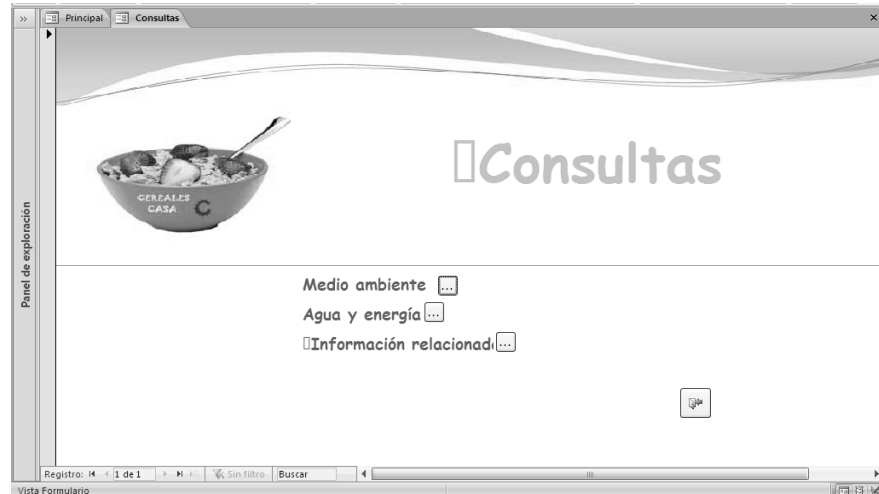 Principal
Consultas
Panel de exploración
Consultas
CEREALES
CASA C
Medio ambiente ...
Agua y energía ...
Información relacionad ...
Registro: 1 de 1 Sin filtro Buscar
Vista Formulario